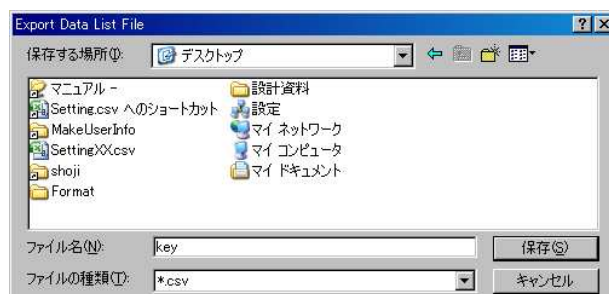 Export Data List File
保存する場所(I):
デスクトップ
マニュアル -
Setting.csv へのショートカット
MakeUserInfo
SettingXX.csv
shoji
Format
設計資料
設定
マイ ネットワーク
マイ コンピュータ
マイ ドキュメント
ファイル名(N):
key
保存(S)
ファイルの種類(T):
*.csv
キャンセル